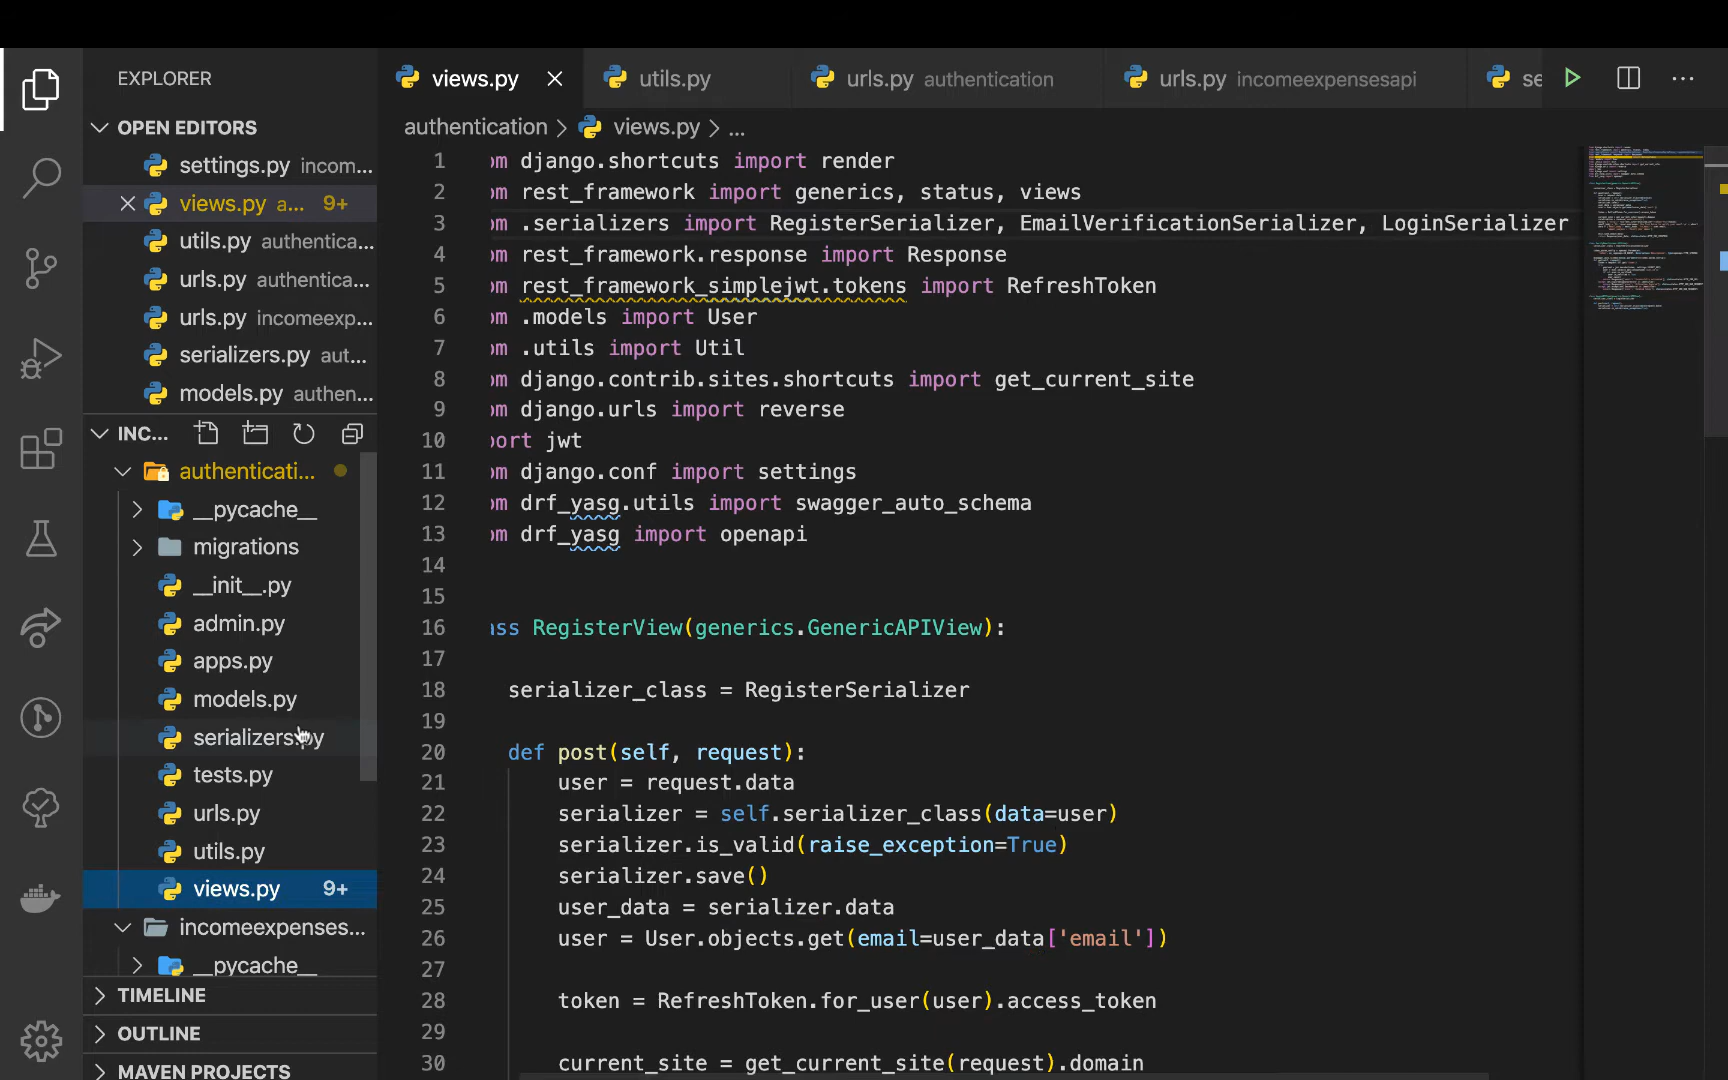 EXPLORER
OPEN EDITORS
settings.py incom...
views.py a... 9+
utils.py authentica...
urls.py authentica...
urls.py incomeexp...
serializers.py aut...
models.py authen...
INC...
authenticati...
__pycache__
migrations
__init__.py
admin.py
apps.py
models.py
serializers.py
tests.py
urls.py
utils.py
views.py 9+
incomeexpenses...
__pycache__
TIMELINE
OUTLINE
MAVEN PROJECTS
views.py utils.py urls.py authentication urls.py incomeexpensesapi se
authentication > views.py > ...
1 om django.shortcuts import render
2 om rest_framework import generics, status, views
3 om .serializers import RegisterSerializer, EmailVerificationSerializer, LoginSerializer
4 om rest_framework.response import Response
5 om rest_framework_simplejwt.tokens import RefreshToken
6 om .models import User
7 om .utils import Util
8 om django.contrib.sites.shortcuts import get_current_site
9 om django.urls import reverse
10 port jwt
11 om django.conf import settings
12 om drf_yasg.utils import swagger_auto_schema
13 om drf_yasg import openapi
14
15
16 ass RegisterView(generics.GenericAPIView):
17
18 serializer_class = RegisterSerializer
19
20 def post(self, request):
21 user = request.data
22 serializer = self.serializer_class(data=user)
23 serializer.is_valid(raise_exception=True)
24 serializer.save()
25 user_data = serializer.data
26 user = User.objects.get(email=user_data['email'])
27
28 token = RefreshToken.for_user(user).access_token
29
30 current_site = get_current_site(request).domain